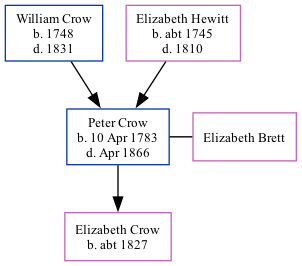 William Crow
b. 1748
d. 1831
Elizabeth Hewitt
b. abt 1745
d. 1810
Peter Crow
b. 10 Apr 1783
d. Apr 1866
Elizabeth Brett
Elizabeth Crow
b. abt 1827